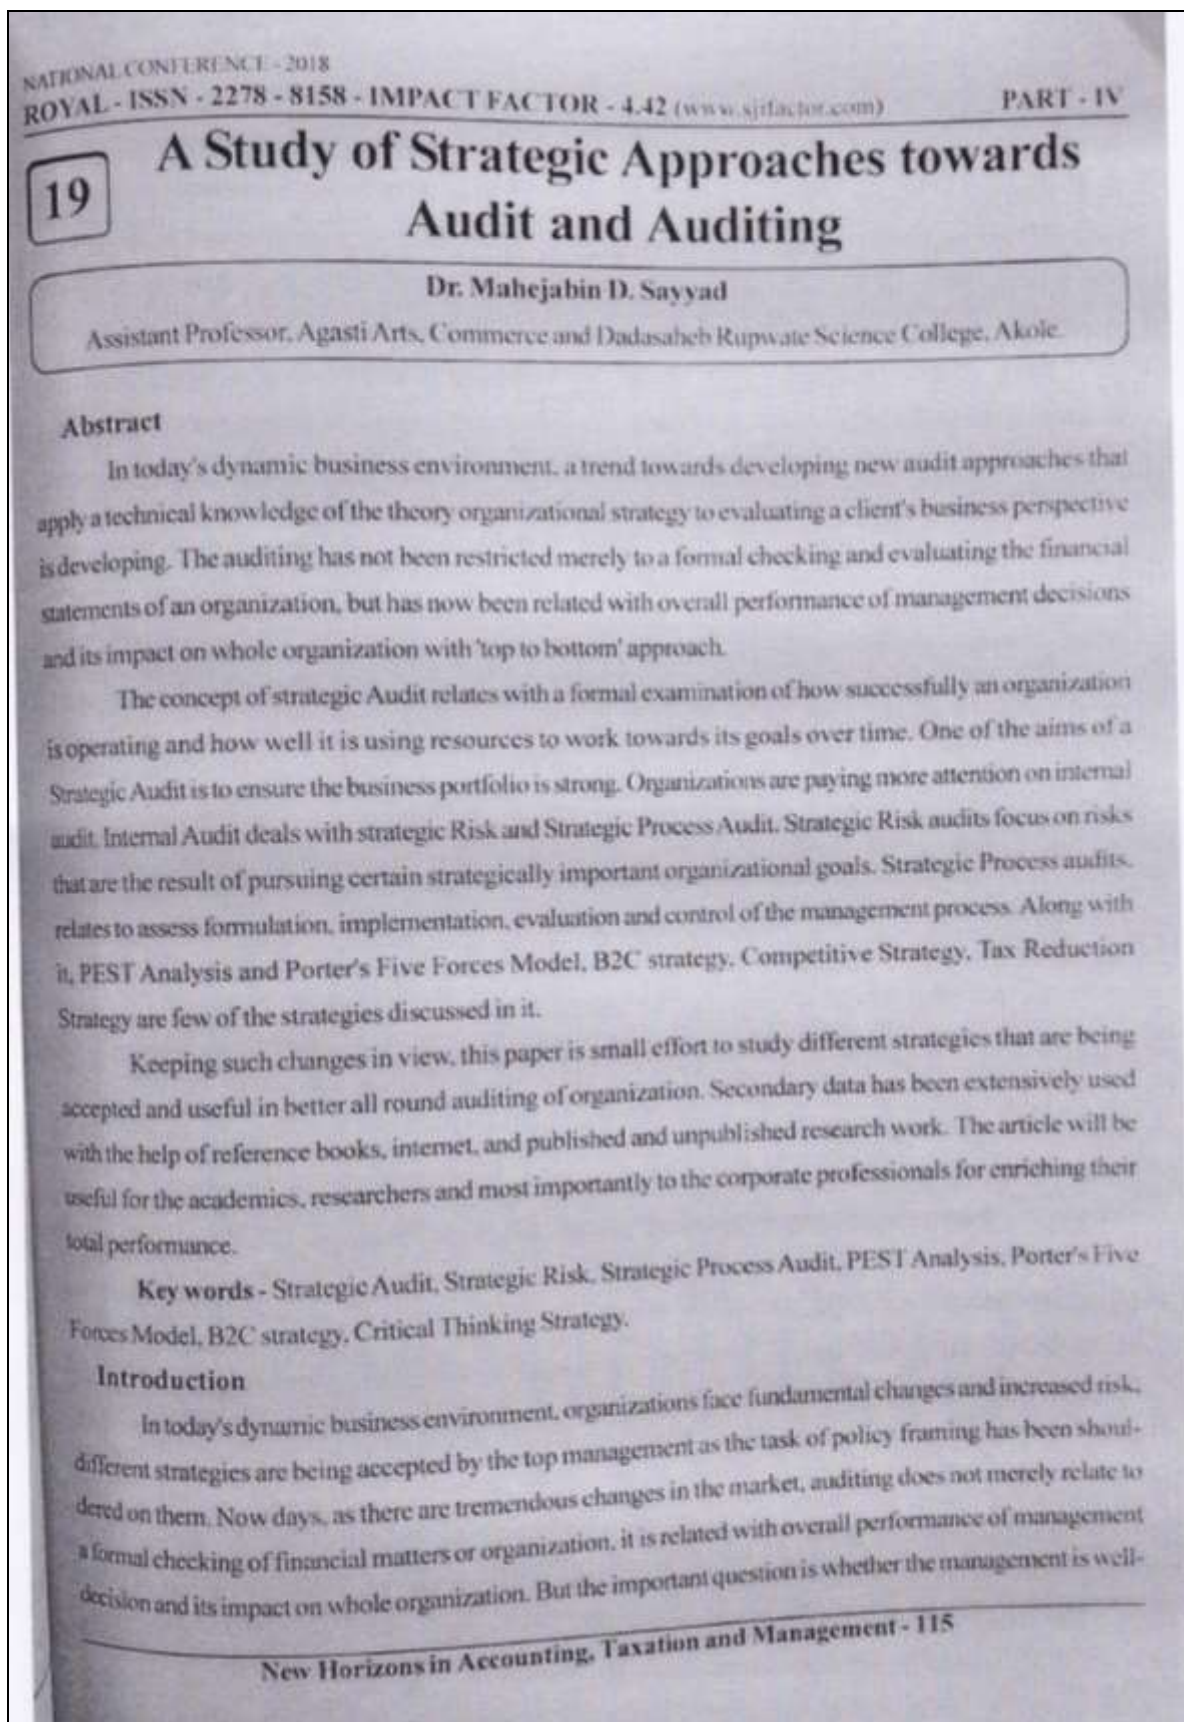 NATIONAL CONFERENCE - 2018
ROYAL - ISSN - 2278 - 8158 - IMPACT FACTOR - 4.42 (www.sjifactor.com) PART - IV
19
A Study of Strategic Approaches towards
Audit and Auditing
Dr. Mahejabin D. Sayyad
Assistant Professor, Agasti Arts, Commerce and Dadasaheb Rupwate Science College, Akole.
Abstract
In today's dynamic business environment, a trend towards developing new audit approaches that
apply a technical knowledge of the theory organizational strategy to evaluating a client's business perspective
is developing. The auditing has not been restricted merely to a formal checking and evaluating the financial
statements of an organization, but has now been related with overall performance of management decisions
and its impact on whole organization with 'top to bottom' approach.
The concept of strategic Audit relates with a formal examination of how successfully an organization
is operating and how well it is using resources to work towards its goals over time. One of the aims of a
Strategic Audit is to ensure the business portfolio is strong. Organizations are paying more attention on internal
audit. Internal Audit deals with strategic Risk and Strategic Process Audit. Strategic Risk audits focus on risks
that are the result of pursuing certain strategically important organizational goals. Strategic Process audits,
relates to assess formulation, implementation, evaluation and control of the management process. Along with
it, PEST Analysis and Porter's Five Forces Model, B2C strategy, Competitive Strategy, Tax Reduction
Strategy are few of the strategies discussed in it.
Keeping such changes in view, this paper is small effort to study different strategies that are being
accepted and useful in better all round auditing of organization. Secondary data has been extensively used
with the help of reference books, internet, and published and unpublished research work. The article will be
useful for the academics, researchers and most importantly to the corporate professionals for enriching their
total performance.
Key words - Strategic Audit, Strategic Risk, Strategic Process Audit, PEST Analysis, Porter's Five
Forces Model, B2C strategy, Critical Thinking Strategy.
Introduction
In today's dynamic business environment, organizations face fundamental changes and increased risk,
different strategies are being accepted by the top management as the task of policy framing has been shoul-
dered on them. Now days, as there are tremendous changes in the market, auditing does not merely relate to
a formal checking of financial matters or organization, it is related with overall performance of management
decision and its impact on whole organization. But the important question is whether the management is well-
New Horizons in Accounting, Taxation and Management - 115